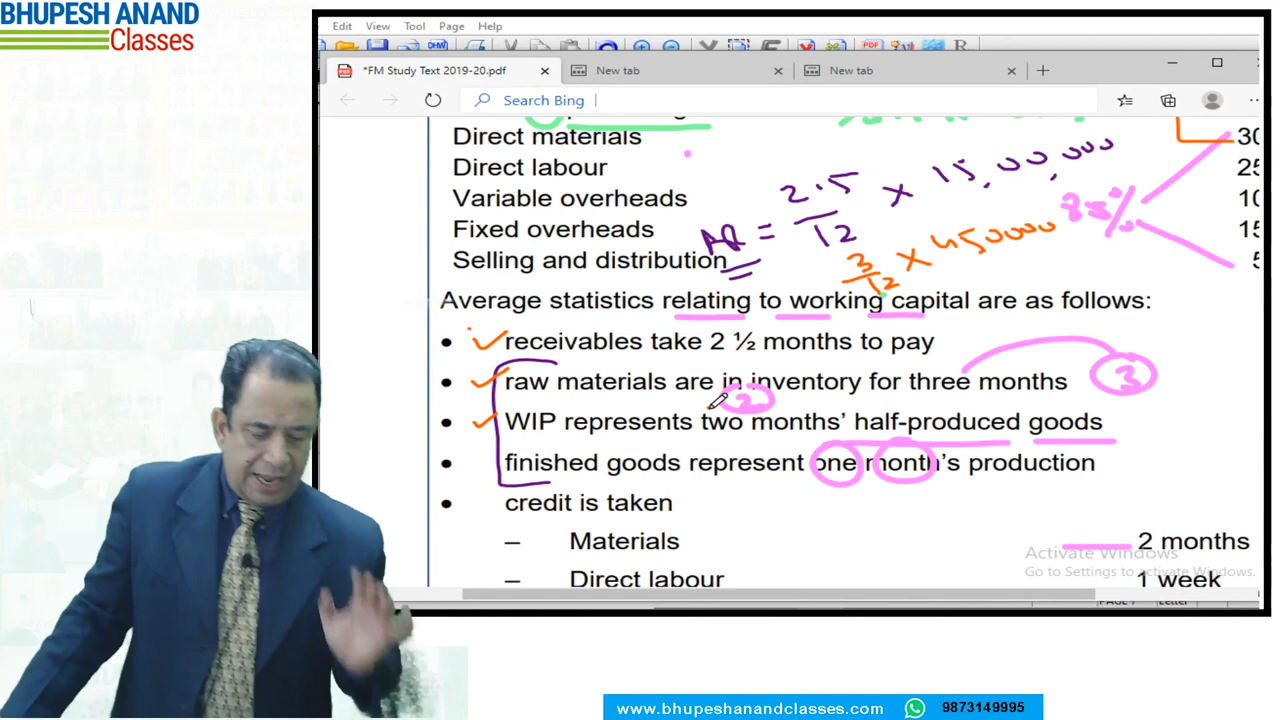 BHUPESH ANAND
Classes
Edit View Tool Page Help
*FM Study Text 2019-20.pdf New tab New tab
Search Bing
Direct materials 30
Direct labour 25
Variable overheads 10
Fixed overheads 15
Selling and distribution 5
AR = 2.5/12 × 15,00,000
3/12 × 450000
85%
Average statistics relating to working capital are as follows:
• receivables take 2 ½ months to pay
• raw materials are in inventory for three months 3
2
• WIP represents two months’ half-produced goods
• finished goods represent one month’s production
• credit is taken
– Materials 2 months
– Direct labour 1 week
Activate Windows
Go to Settings to activate Windows.
Letter
www.bhupeshanandclasses.com 9873149995